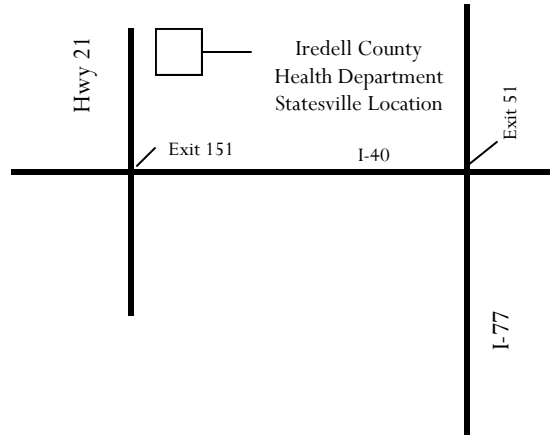 Hwy 21
Iredell County
Health Department
Statesville Location
Exit 51
Exit 151
I-40
I-77